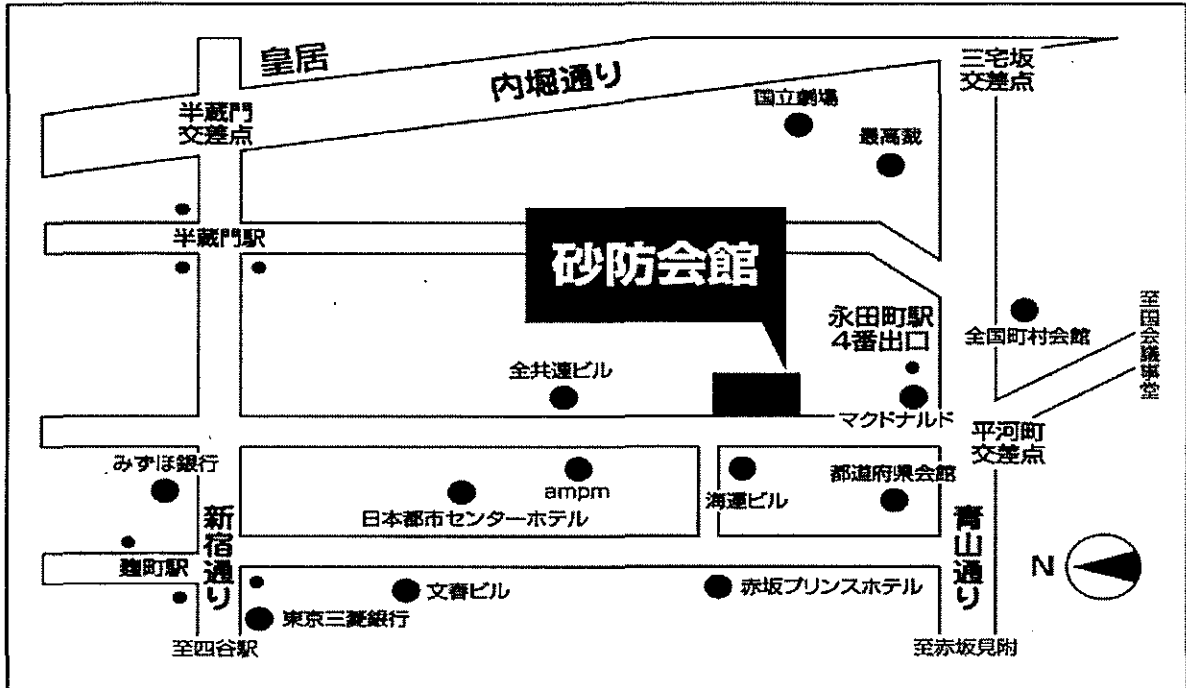 皇居
内堀通り
三宅坂
交差点
半蔵門
交差点
国立劇場
最高裁
半蔵門駅
砂防会館
永田町駅
4番出口
全国町村会館
至国会議事堂
全共連ビル
マクドナルド
平河町
交差点
みずほ銀行
ampm
海運ビル
都道府県会館
日本都市センターホテル
新宿通り
青山通り
麹町駅
N
文春ビル
赤坂プリンスホテル
東京三菱銀行
至四谷駅
至赤坂見附